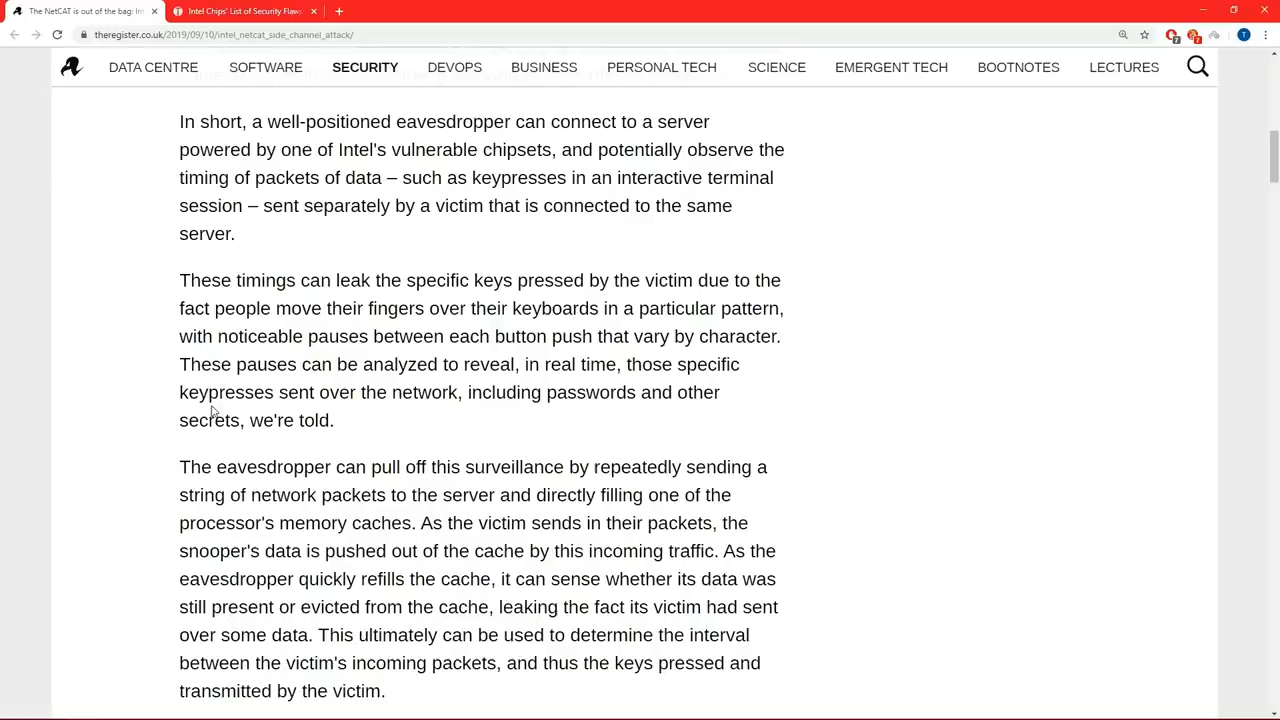 The NetCAT is out of the bag: Int
Intel Chips' List of Security Flaws
theregister.co.uk/2019/09/10/intel_netcat_side_channel_attack/
7
7
T
DATA CENTRE SOFTWARE SECURITY DEVOPS BUSINESS PERSONAL TECH SCIENCE EMERGENT TECH BOOTNOTES LECTURES
In short, a well-positioned eavesdropper can connect to a server
powered by one of Intel's vulnerable chipsets, and potentially observe the
timing of packets of data – such as keypresses in an interactive terminal
session – sent separately by a victim that is connected to the same
server.
These timings can leak the specific keys pressed by the victim due to the
fact people move their fingers over their keyboards in a particular pattern,
with noticeable pauses between each button push that vary by character.
These pauses can be analyzed to reveal, in real time, those specific
keypresses sent over the network, including passwords and other
secrets, we're told.
The eavesdropper can pull off this surveillance by repeatedly sending a
string of network packets to the server and directly filling one of the
processor's memory caches. As the victim sends in their packets, the
snooper's data is pushed out of the cache by this incoming traffic. As the
eavesdropper quickly refills the cache, it can sense whether its data was
still present or evicted from the cache, leaking the fact its victim had sent
over some data. This ultimately can be used to determine the interval
between the victim's incoming packets, and thus the keys pressed and
transmitted by the victim.